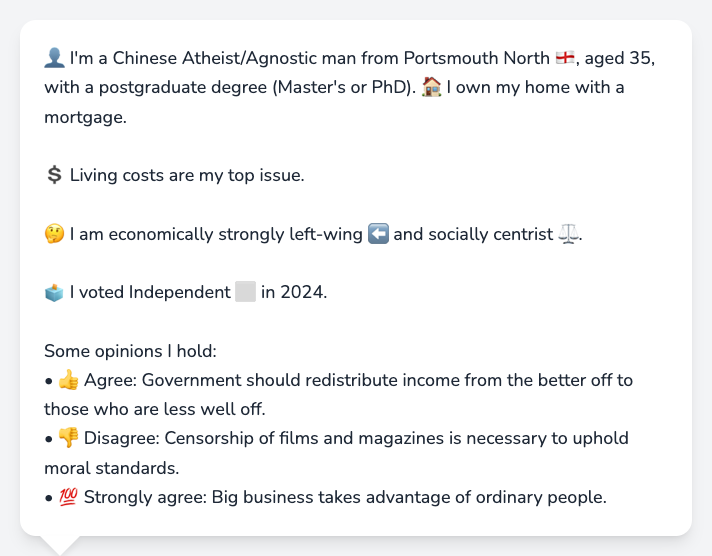 👤 I'm a Chinese Atheist/Agnostic man from Portsmouth North 🏴󠁧󠁢󠁥󠁮󠁧󠁿, aged 35,
with a postgraduate degree (Master's or PhD). 🏠 I own my home with a
mortgage.
💲 Living costs are my top issue.
🤔 I am economically strongly left-wing ⬅️ and socially centrist ⚖️.
🗳️ I voted Independent ⬜ in 2024.
Some opinions I hold:
• 👍 Agree: Government should redistribute income from the better off to
those who are less well off.
• 👎 Disagree: Censorship of films and magazines is necessary to uphold
moral standards.
• 💯 Strongly agree: Big business takes advantage of ordinary people.